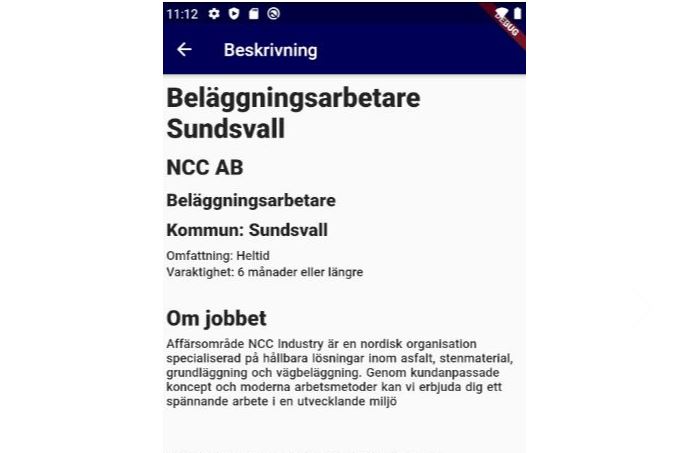 11:12
DEBUG
Beskrivning
Beläggningsarbetare
Sundsvall
NCC AB
Beläggningsarbetare
Kommun: Sundsvall
Omfattning: Heltid
Varaktighet: 6 månader eller längre
Om jobbet
Affärsområde NCC Industry är en nordisk organisation
specialiserad på hållbara lösningar inom asfalt, stenmaterial,
grundläggning och vägbeläggning. Genom kundanpassade
koncept och moderna arbetsmetoder kan vi erbjuda dig ett
spännande arbete i en utvecklande miljö